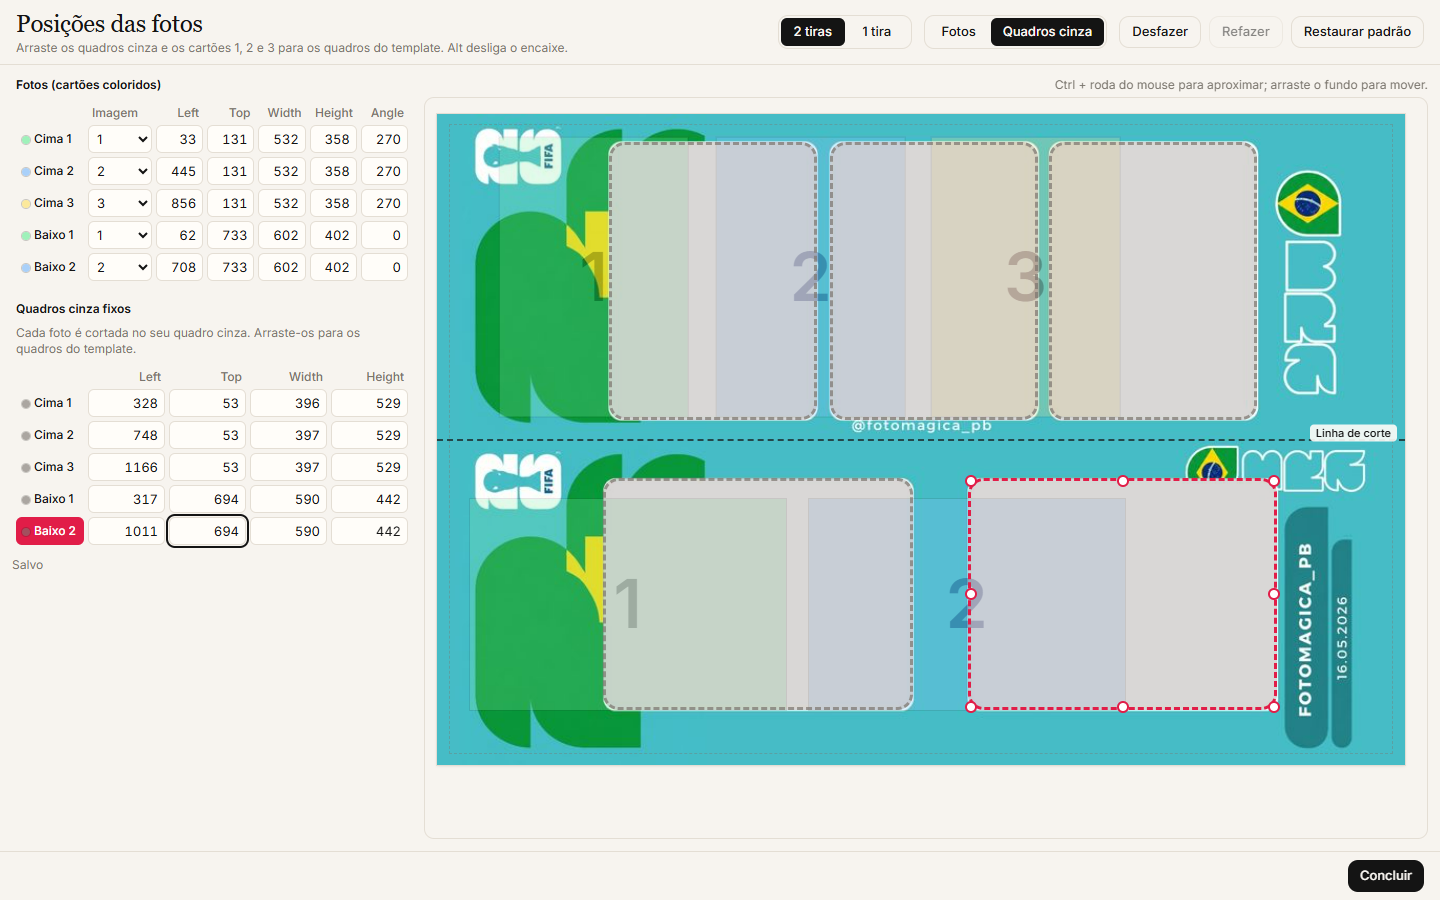 Posições das fotos
Arraste os quadros cinza e os cartões 1, 2 e 3 para os quadros do template. Alt desliga o encaixe.
2 tiras 1 tira Fotos Quadros cinza Desfazer Refazer Restaurar padrão
Fotos (cartões coloridos)
Ctrl + roda do mouse para aproximar; arraste o fundo para mover.
Imagem Left Top Width Height Angle
Cima 1 1 33 131 532 358 270
Cima 2 2 445 131 532 358 270
Cima 3 3 856 131 532 358 270
Baixo 1 1 62 733 602 402 0
Baixo 2 2 708 733 602 402 0
Quadros cinza fixos
Cada foto é cortada no seu quadro cinza. Arraste-os para os
quadros do template.
Left Top Width Height
Cima 1 328 53 396 529
Cima 2 748 53 397 529
Cima 3 1166 53 397 529
Baixo 1 317 694 590 442
Baixo 2 1011 694 590 442
Salvo
FIFA
1 2 3
@fotomagica_pb
Linha de corte
FIFA
1 2
FOTOMAGICA_PB
16.05.2026
Concluir